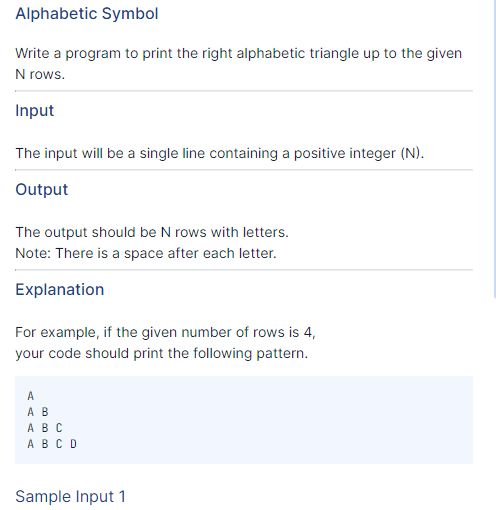 Alphabetic Symbol
Write a program to print the right alphabetic triangle up to the given
N rows.
Input
The input will be a single line containing a positive integer (N).
Output
The output should be N rows with letters.
Note: There is a space after each letter.
Explanation
For example, if the given number of rows is 4,
your code should print the following pattern.
A
A B
A B C
A B C D
Sample Input 1